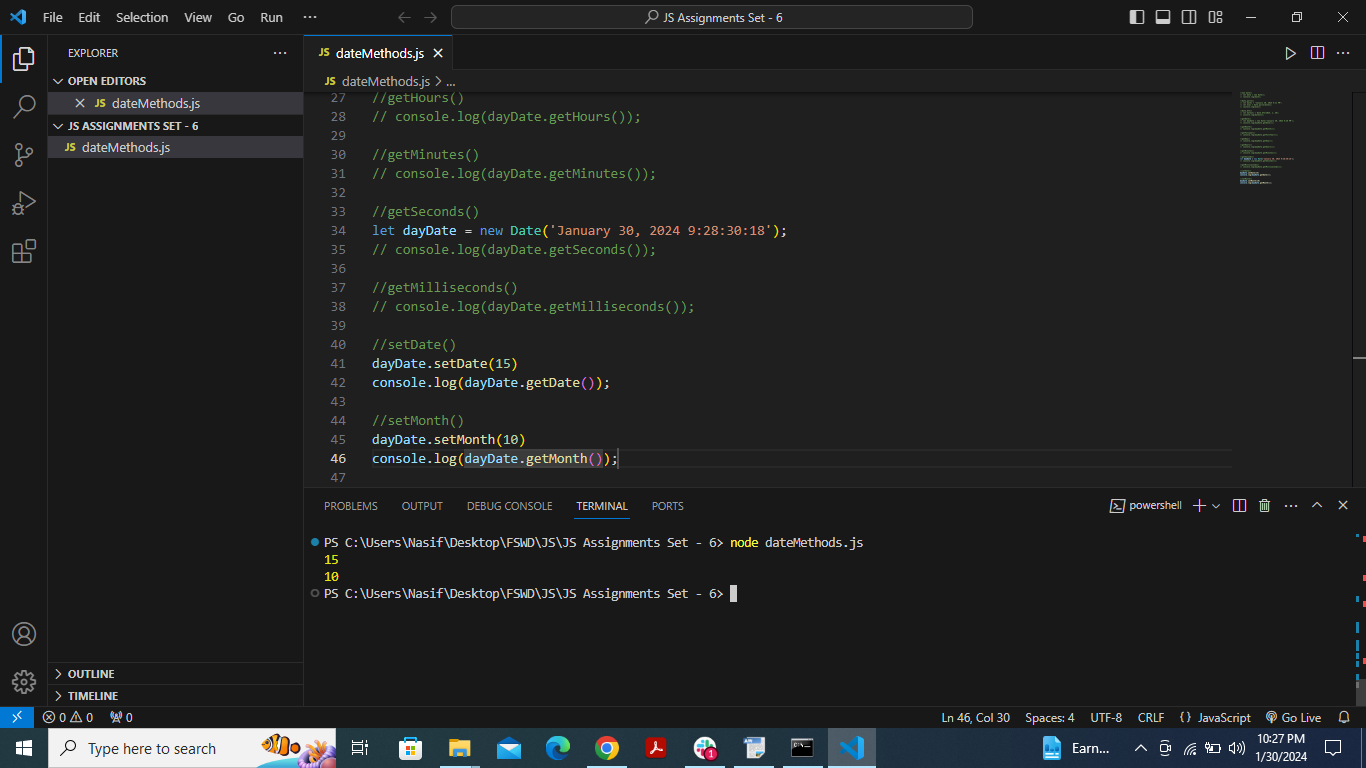 File Edit Selection View Go Run ··· JS Assignments Set - 6
EXPLORER ···
OPEN EDITORS
JS dateMethods.js
JS ASSIGNMENTS SET - 6
JS dateMethods.js
OUTLINE
TIMELINE
JS dateMethods.js
JS dateMethods.js > ...
27 //getHours()
28 // console.log(dayDate.getHours());
29
30 //getMinutes()
31 // console.log(dayDate.getMinutes());
32
33 //getSeconds()
34 let dayDate = new Date('January 30, 2024 9:28:30:18');
35 // console.log(dayDate.getSeconds());
36
37 //getMilliseconds()
38 // console.log(dayDate.getMilliseconds());
39
40 //setDate()
41 dayDate.setDate(15)
42 console.log(dayDate.getDate());
43
44 //setMonth()
45 dayDate.setMonth(10)
46 console.log(dayDate.getMonth());
47
PROBLEMS OUTPUT DEBUG CONSOLE TERMINAL PORTS powershell
PS C:\Users\Nasif\Desktop\FSWD\JS\JS Assignments Set - 6> node dateMethods.js
15
10
PS C:\Users\Nasif\Desktop\FSWD\JS\JS Assignments Set - 6>
0 0 0 Ln 46, Col 30 Spaces: 4 UTF-8 CRLF {} JavaScript Go Live
Type here to search 1 Earn... 10:27 PM
1/30/2024